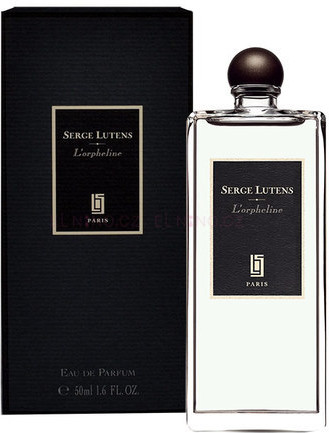 SERGE LUTENS
L'orpheline
PARIS
EAU DE PARFUM
℮ 50ml 1.6 FL.OZ.
SERGE LUTENS
L'orpheline
PARIS